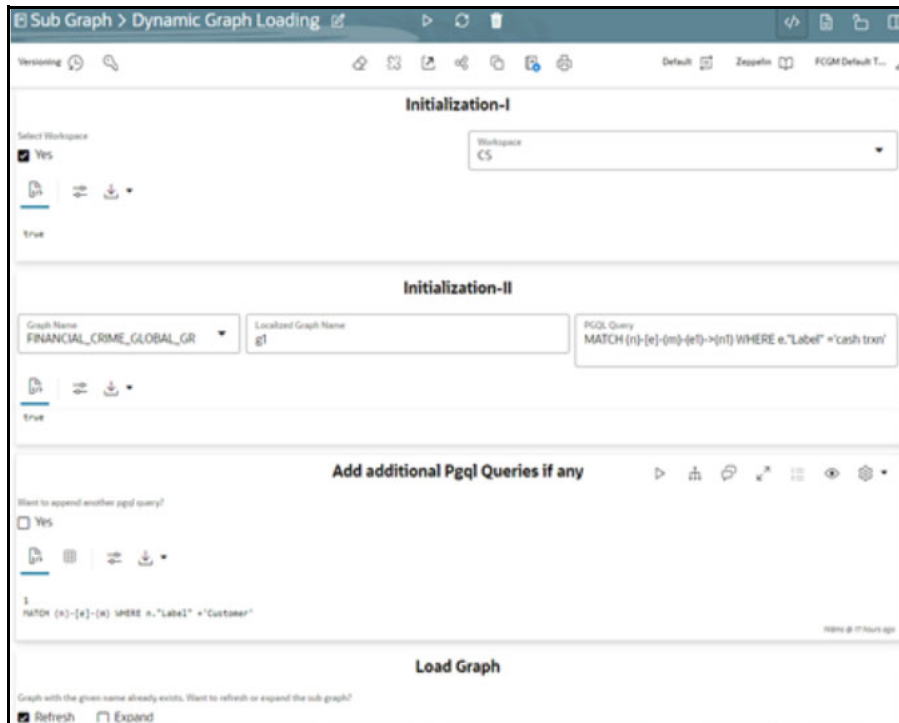 Sub Graph > Dynamic Graph Loading
Versioning
Default
Zeppelin
FCGM Default T...
Initialization-I
Select Workspace
Yes
Workspace
CS
true
Initialization-II
Graph Name
FINANCIAL_CRIME_GLOBAL_GR
Localized Graph Name
g1
PGQL Query
MATCH (n)-[e]-(m)-(e1)->(n1) WHERE e."Label" ='cash trxn'
true
Add additional Pgql Queries if any
Want to append another pgql query?
Yes
1
MATCH (n)-[e]-(m) WHERE n."Label" ='Customer'
17 hours ago
Load Graph
Graph with the given name already exists. Want to refresh or expand the sub graph?
Refresh
Expand